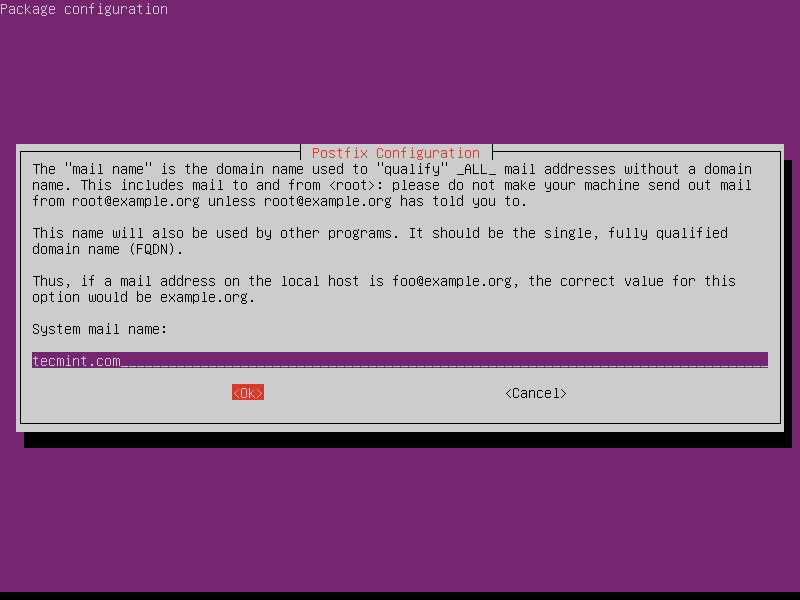 Package configuration
Postfix Configuration
The "mail name" is the domain name used to "qualify" _ALL_ mail addresses without a domain
name. This includes mail to and from <root>: please do not make your machine send out mail
from root@example.org unless root@example.org has told you to.
This name will also be used by other programs. It should be the single, fully qualified
domain name (FQDN).
Thus, if a mail address on the local host is foo@example.org, the correct value for this
option would be example.org.
System mail name:
tecmint.com
<Ok> <Cancel>